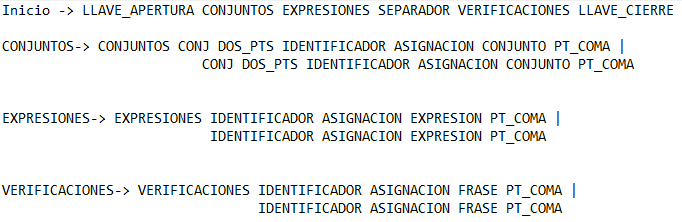 Inicio -> LLAVE_APERTURA CONJUNTOS EXPRESIONES SEPARADOR VERIFICACIONES LLAVE_CIERRE
CONJUNTOS-> CONJUNTOS CONJ DOS_PTS IDENTIFICADOR ASIGNACION CONJUNTO PT_COMA |
CONJ DOS_PTS IDENTIFICADOR ASIGNACION CONJUNTO PT_COMA
EXPRESIONES-> EXPRESIONES IDENTIFICADOR ASIGNACION EXPRESION PT_COMA |
IDENTIFICADOR ASIGNACION EXPRESION PT_COMA
VERIFICACIONES-> VERIFICACIONES IDENTIFICADOR ASIGNACION FRASE PT_COMA |
IDENTIFICADOR ASIGNACION FRASE PT_COMA